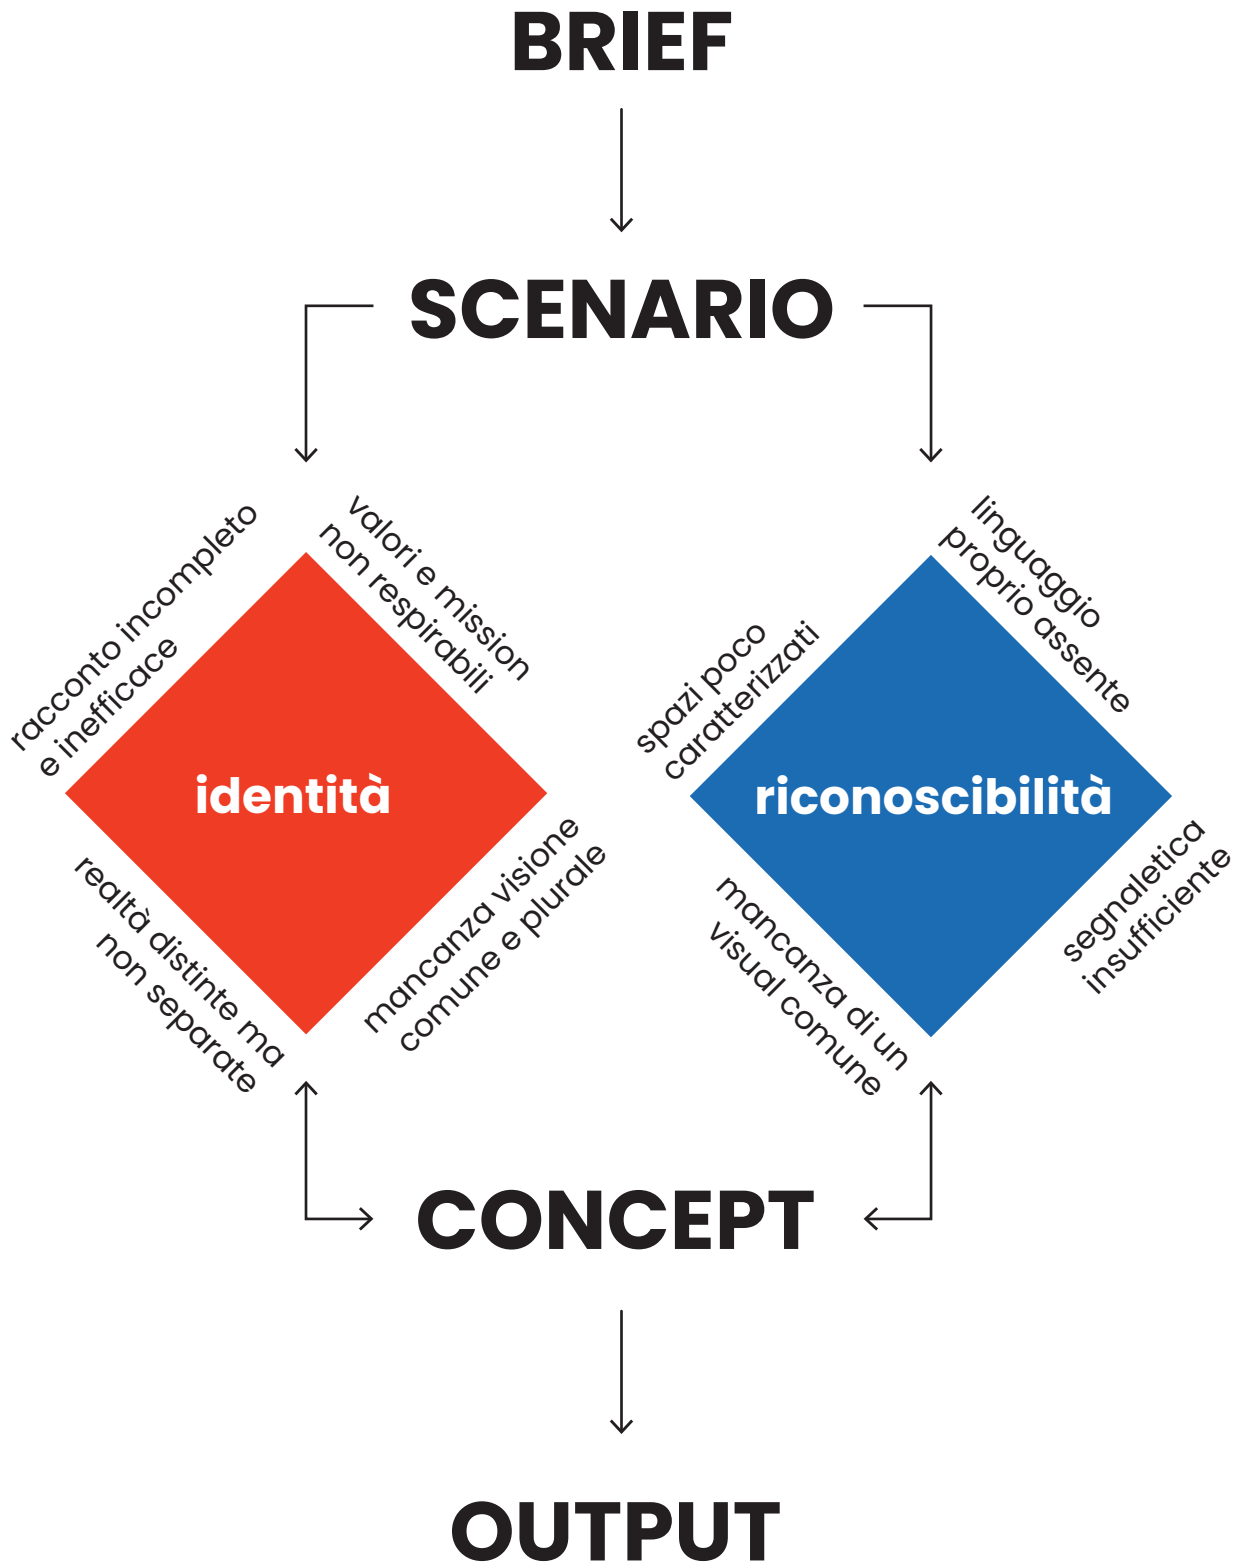 BRIEF
SCENARIO
racconto incompleto
e inefficace
valori e mission
non respirabili
identità
realtà distinte ma
non separate
mancanza visione
comune e plurale
spazi poco
caratterizzati
linguaggio
proprio assente
riconoscibilità
mancanza di un
visual comune
segnaletica
insufficiente
CONCEPT
OUTPUT